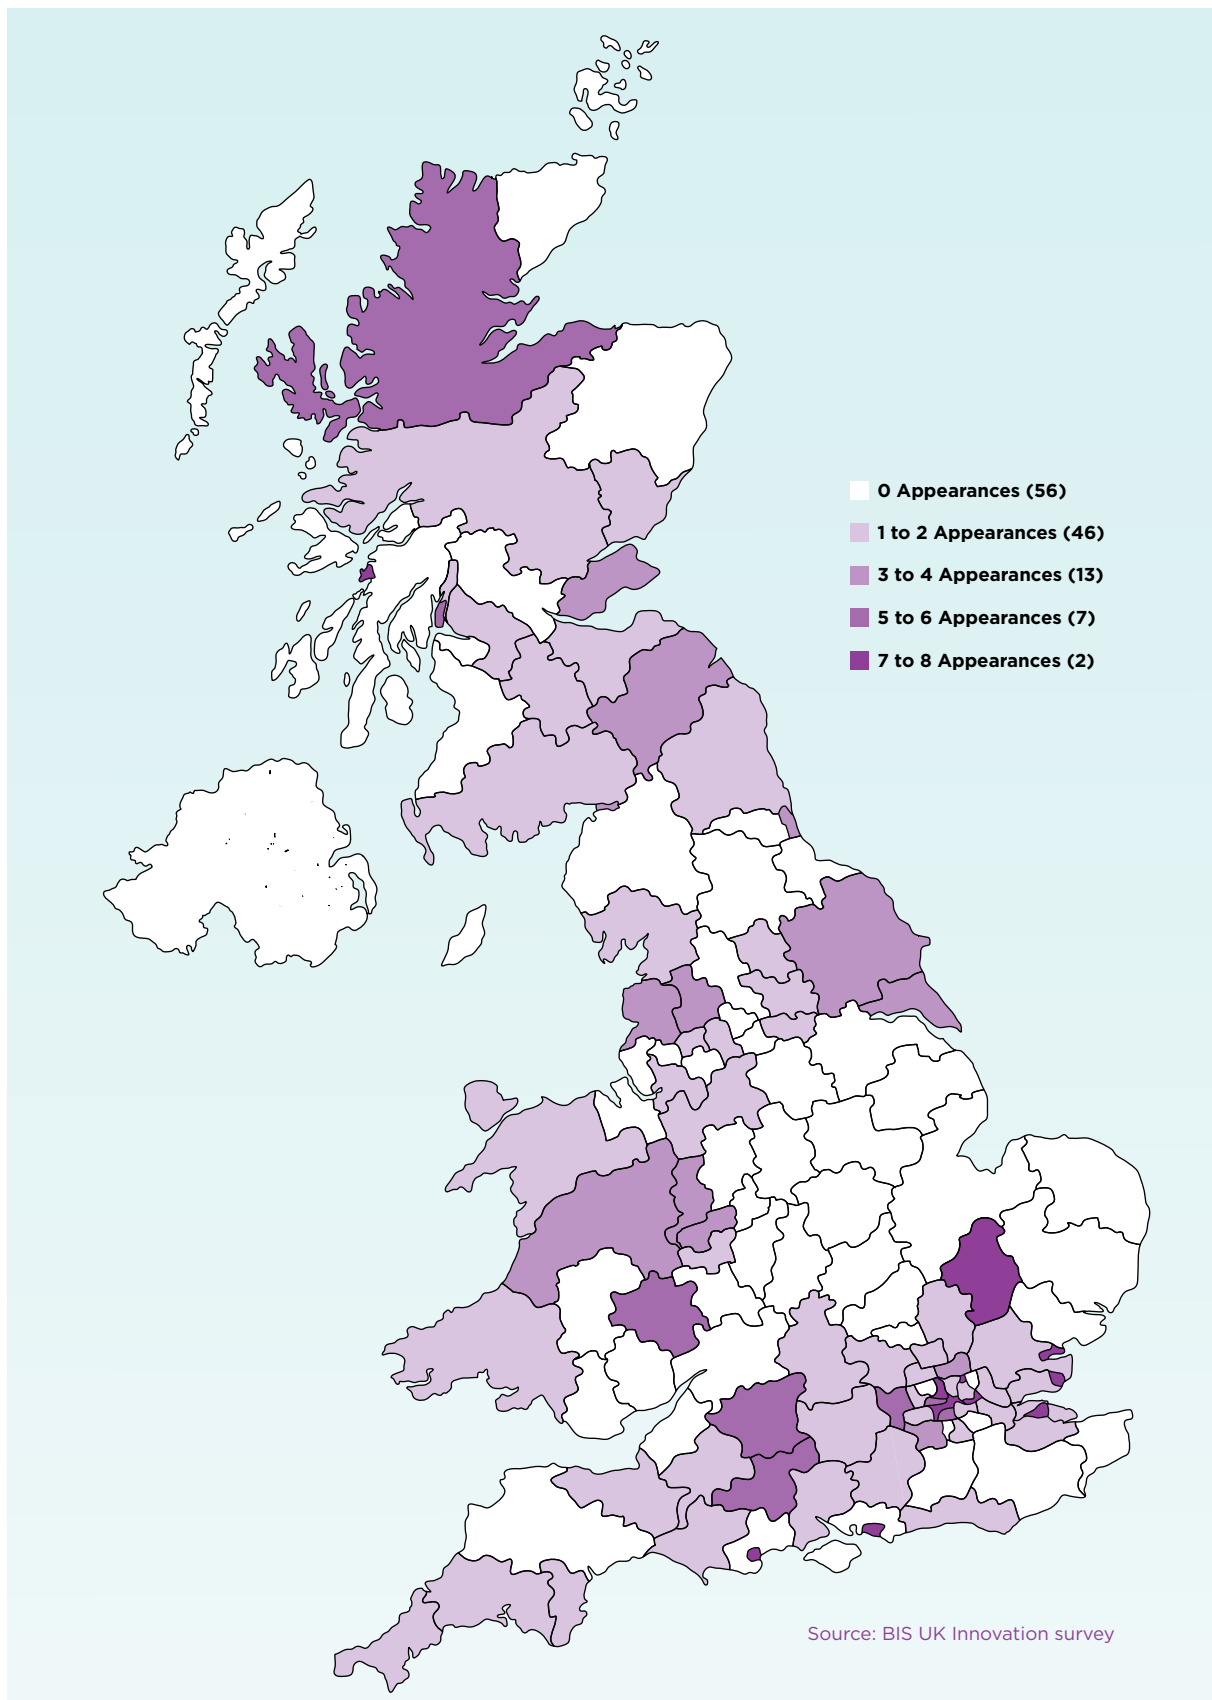 0 Appearances (56)
1 to 2 Appearances (46)
3 to 4 Appearances (13)
5 to 6 Appearances (7)
7 to 8 Appearances (2)
Source: BIS UK Innovation survey